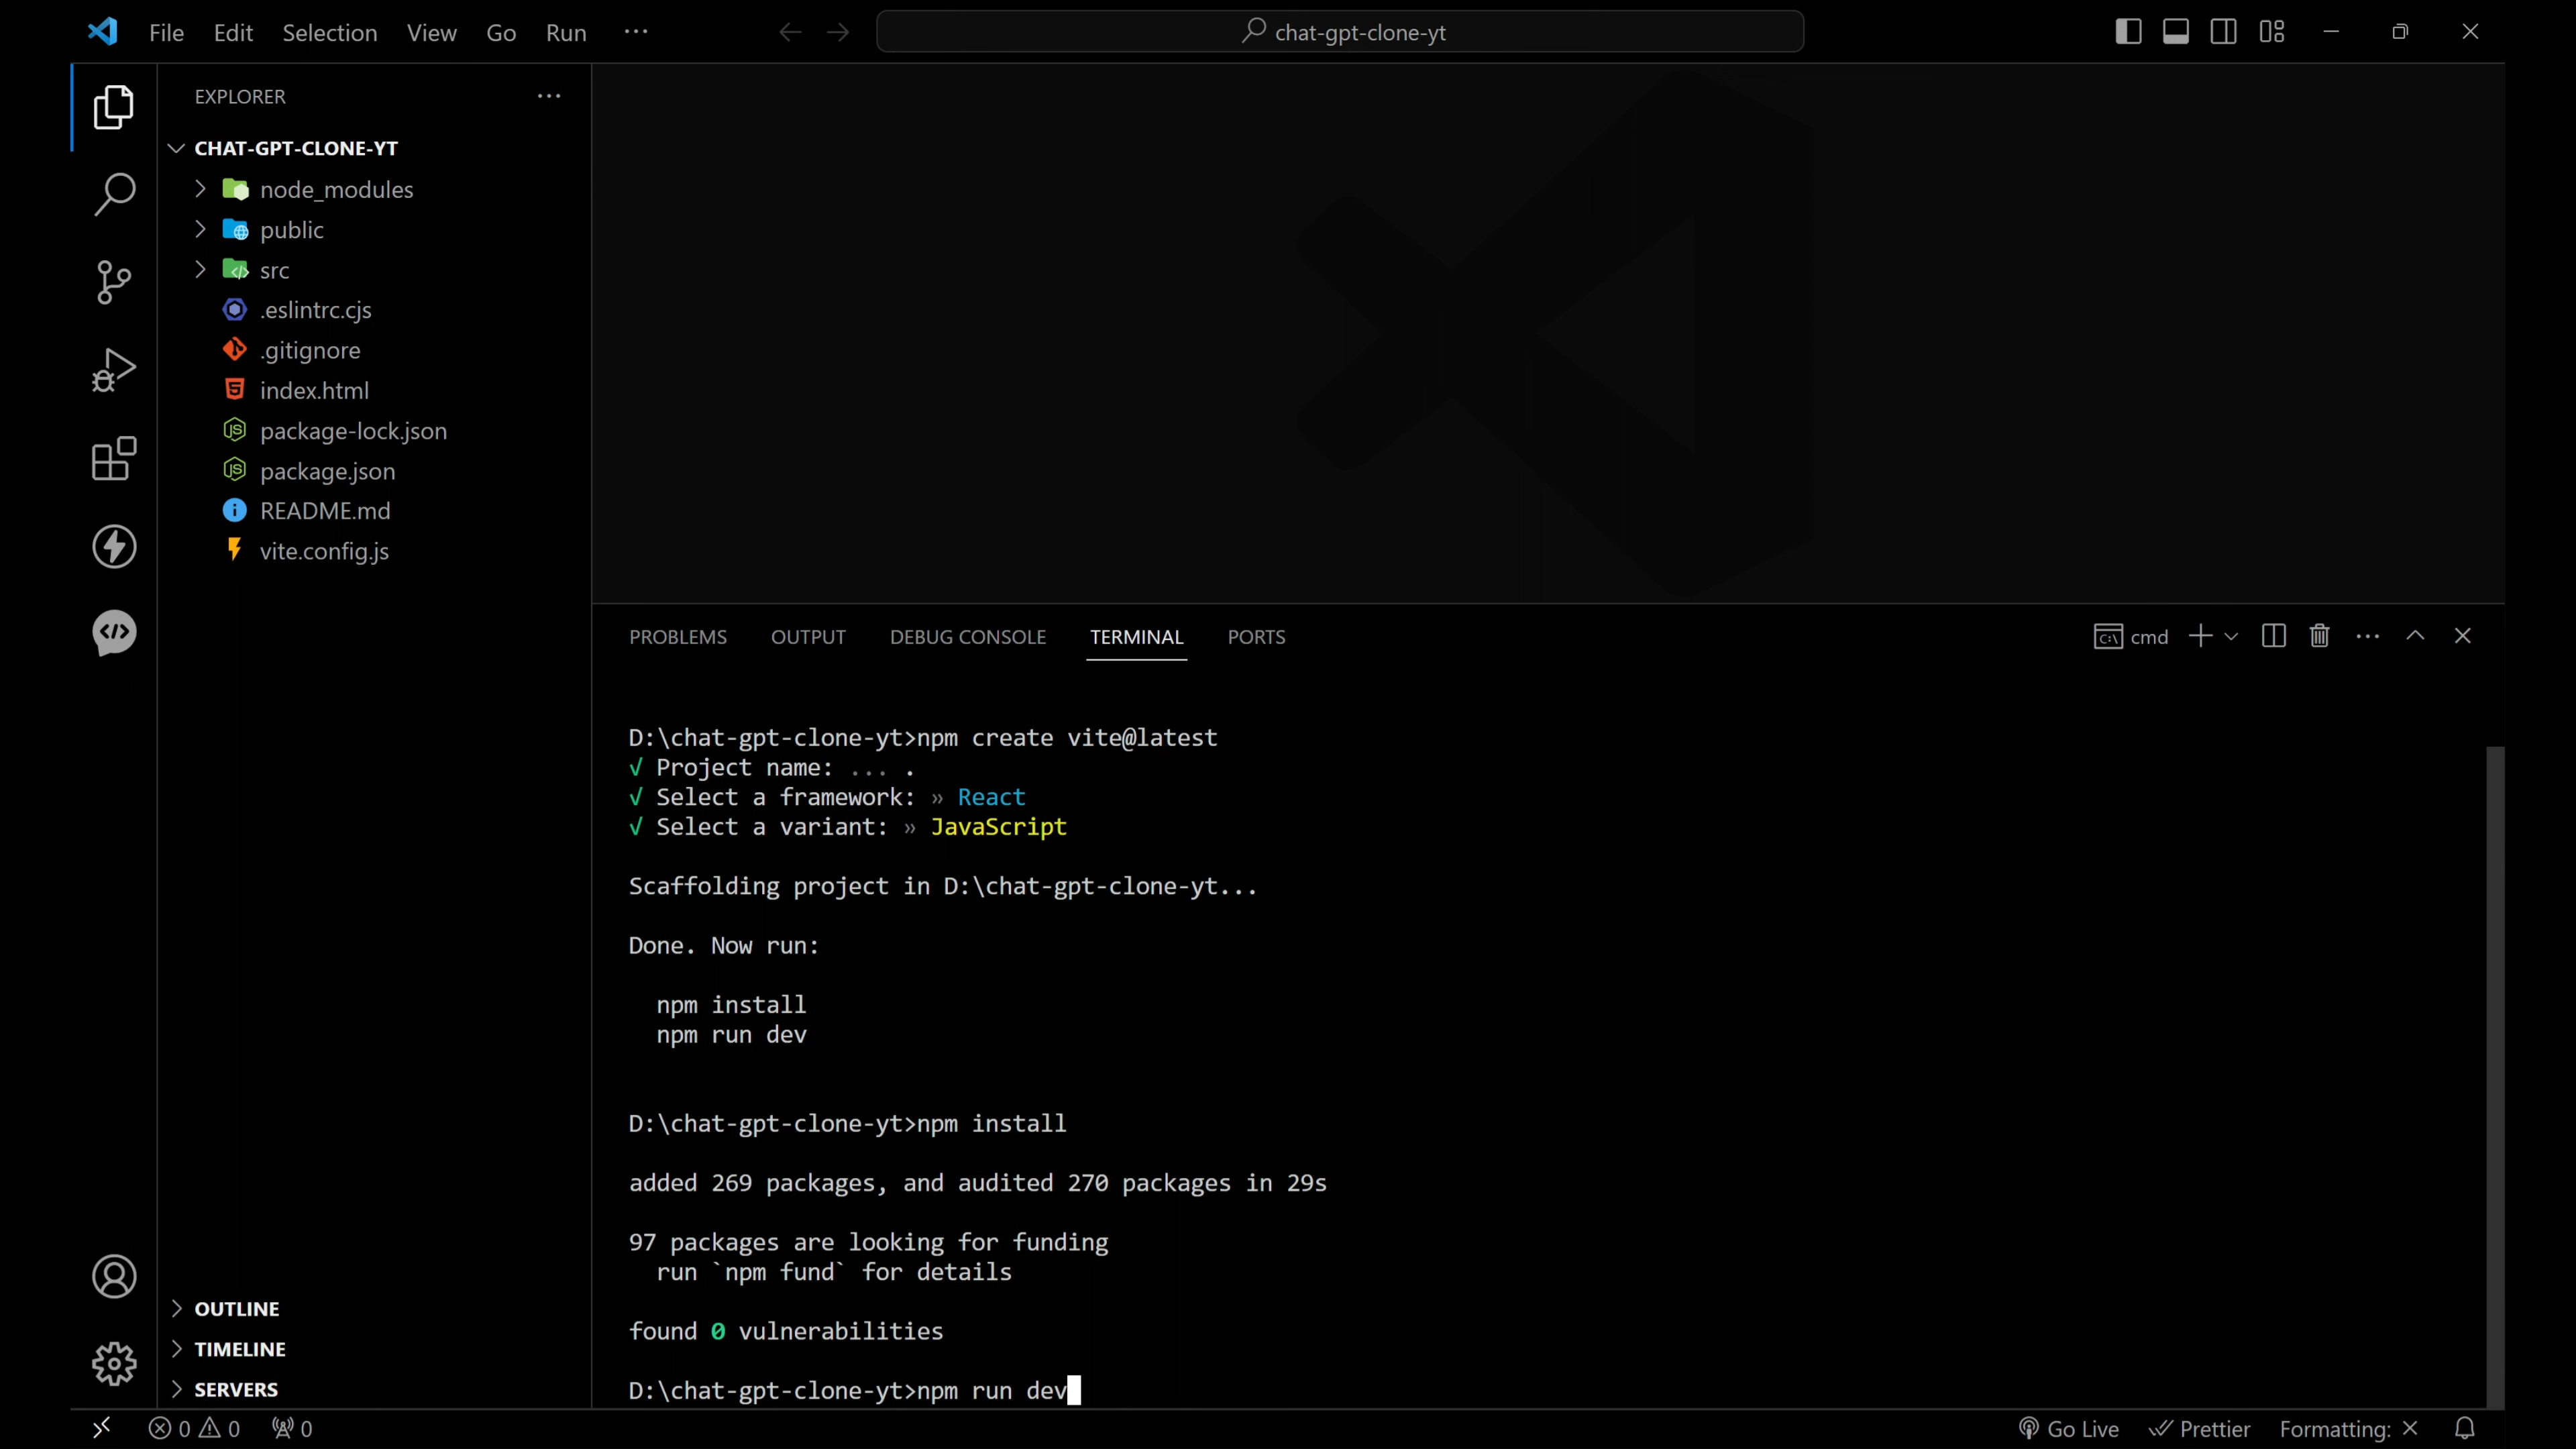 File Edit Selection View Go Run ···
chat-gpt-clone-yt
EXPLORER ···
CHAT-GPT-CLONE-YT
node_modules
public
src
.eslintrc.cjs
.gitignore
index.html
package-lock.json
package.json
README.md
vite.config.js
OUTLINE
TIMELINE
SERVERS
PROBLEMS OUTPUT DEBUG CONSOLE TERMINAL PORTS
cmd
D:\chat-gpt-clone-yt>npm create vite@latest
√ Project name: ... .
√ Select a framework: » React
√ Select a variant: » JavaScript
Scaffolding project in D:\chat-gpt-clone-yt...
Done. Now run:
npm install
npm run dev
D:\chat-gpt-clone-yt>npm install
added 269 packages, and audited 270 packages in 29s
97 packages are looking for funding
run `npm fund` for details
found 0 vulnerabilities
D:\chat-gpt-clone-yt>npm run dev
0 0 0
Go Live Prettier Formatting: ✕